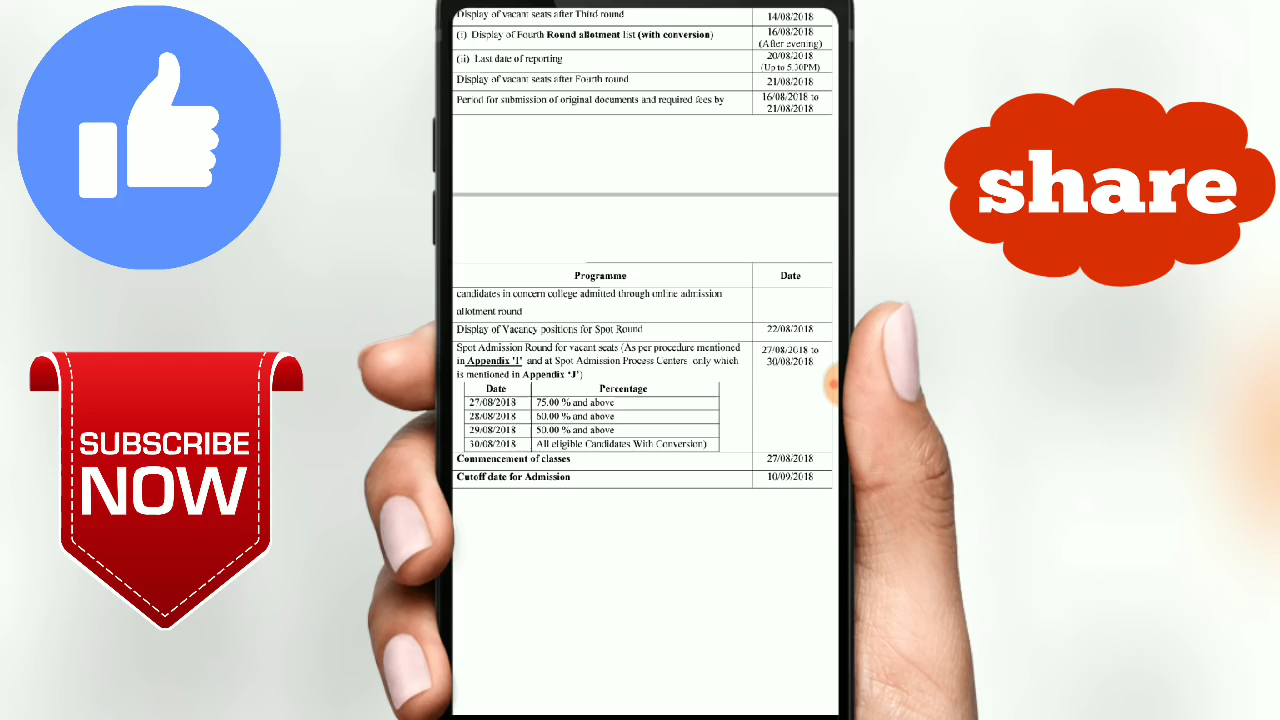 Display of vacant seats after Third round 14/08/2018
(i) Display of Fourth Round allotment list (with conversion) 16/08/2018
(After evening)
(ii) Last date of reporting 20/08/2018
(Up to 5.30PM)
Display of vacant seats after Fourth round 21/08/2018
Period for submission of original documents and required fees by 16/08/2018 to
21/08/2018
Programme Date
candidates in concern college admitted through online admission
allotment round
Display of Vacancy positions for Spot Round 22/08/2018
Spot Admission Round for vacant seats (As per procedure mentioned 27/08/2018 to
in Appendix 'I' and at Spot Admission Process Centers only which 30/08/2018
is mentioned in Appendix 'J')
Date Percentage
27/08/2018 75.00 % and above
28/08/2018 60.00 % and above
29/08/2018 50.00 % and above
30/08/2018 All eligible Candidates With Conversion)
Commencement of classes 27/08/2018
Cutoff date for Admission 10/09/2018
share
SUBSCRIBE
NOW